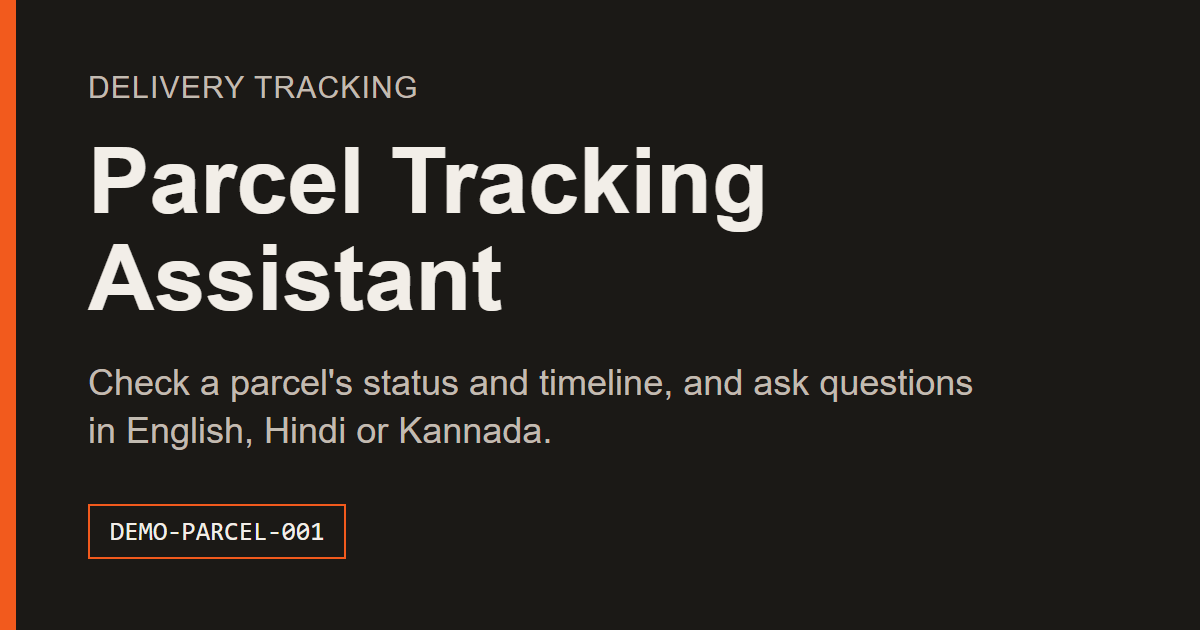 DELIVERY TRACKING
Parcel Tracking
Assistant
Check a parcel's status and timeline, and ask questions
in English, Hindi or Kannada.
DEMO-PARCEL-001